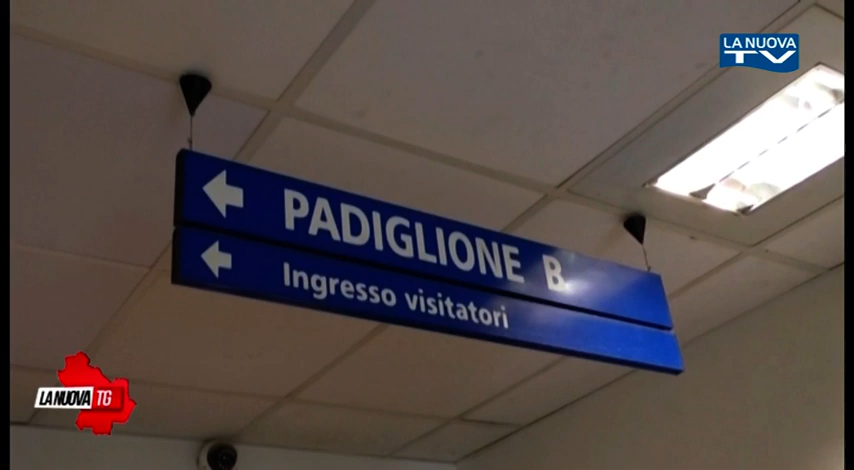 LA NUOVA
TV
PADIGLIONE B
Ingresso visitatori
LA NUOVA TG